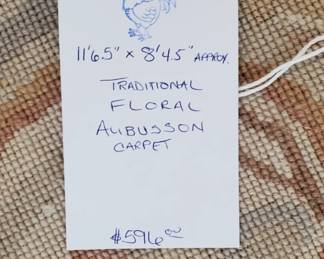 11'6.5" x 8'4.5" APPROX.
TRADITIONAL
FLORAL
AUBUSSON
CARPET
$596.00